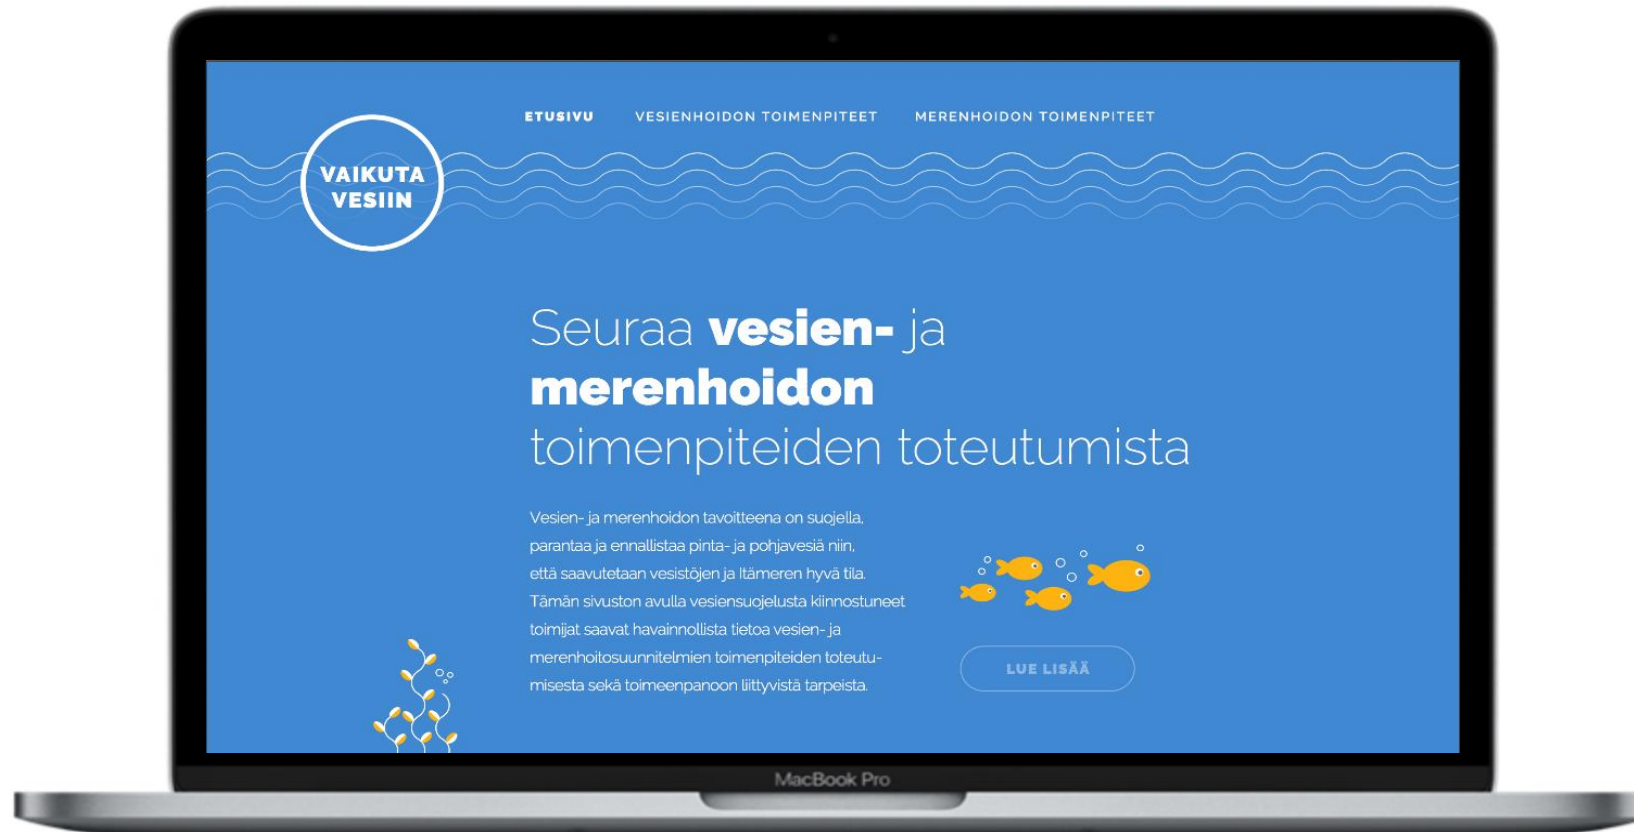 ETUSIVU VESIENHOIDON TOIMENPITEET MERENHOIDON TOIMENPITEET
VAIKUTA
VESIIN
Seuraa vesien- ja
merenhoidon
toimenpiteiden toteutumista
Vesien- ja merenhoidon tavoitteena on suojella,
parantaa ja ennallistaa pinta- ja pohjavesiä niin,
että saavutetaan vesistöjen ja Itämeren hyvä tila.
Tämän sivuston avulla vesiensuojelusta kiinnostuneet
toimijat saavat havainnollista tietoa vesien- ja
merenhoitosuunnitelmien toimenpiteiden toteutu-
misesta sekä toimeenpanoon liittyvistä tarpeista.
LUE LISÄÄ
MacBook Pro